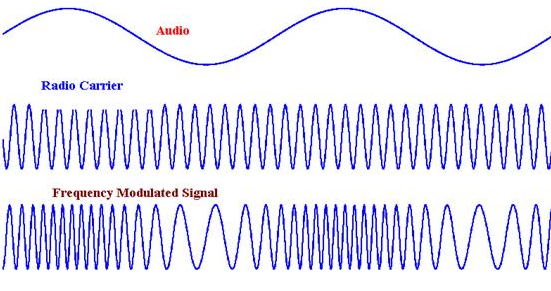 Audio
Radio Carrier
Frequency Modulated Signal